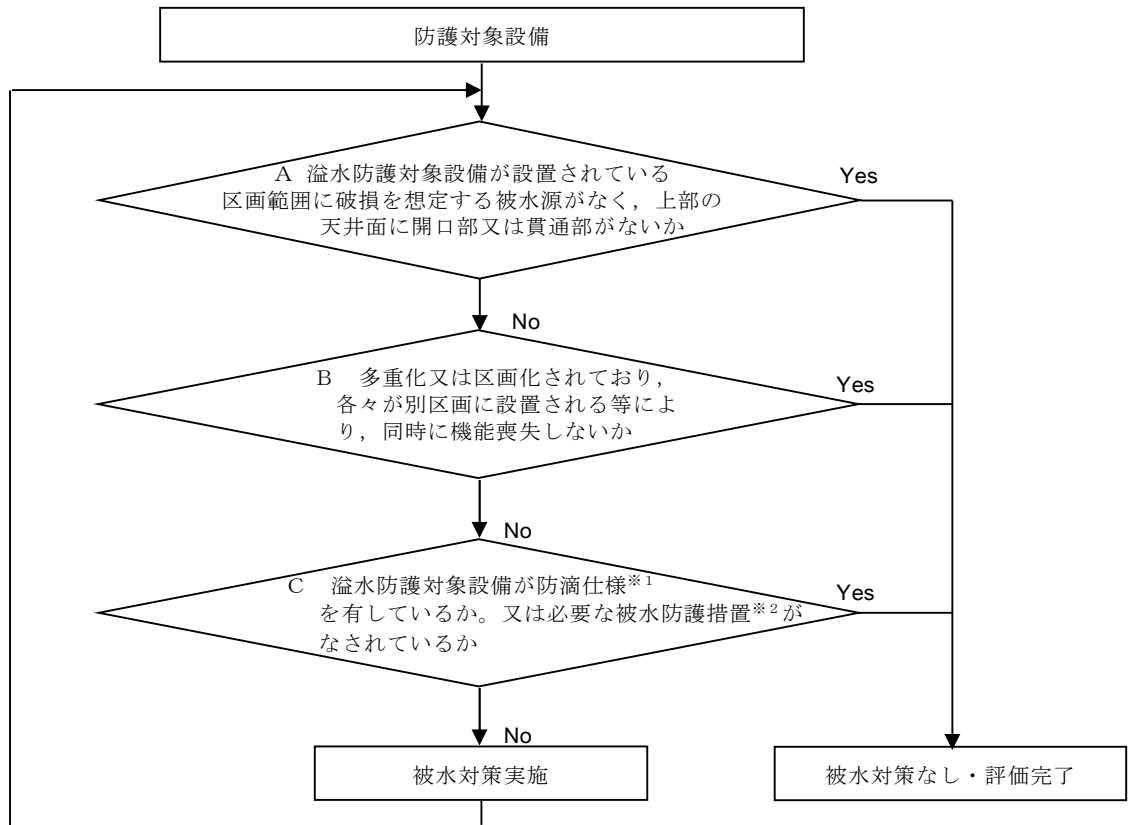 防護対象設備
A 溢水防護対象設備が設置されている
区画範囲に破損を想定する被水源がなく，上部の
天井面に開口部又は貫通部がないか
Yes
No
B 多重化又は区画化されており，
各々が別区画に設置される等によ
り，同時に機能喪失しないか
Yes
No
C 溢水防護対象設備が防滴仕様※1
を有しているか。又は必要な被水防護措置※2が
なされているか
Yes
No
被水対策実施
被水対策なし・評価完了